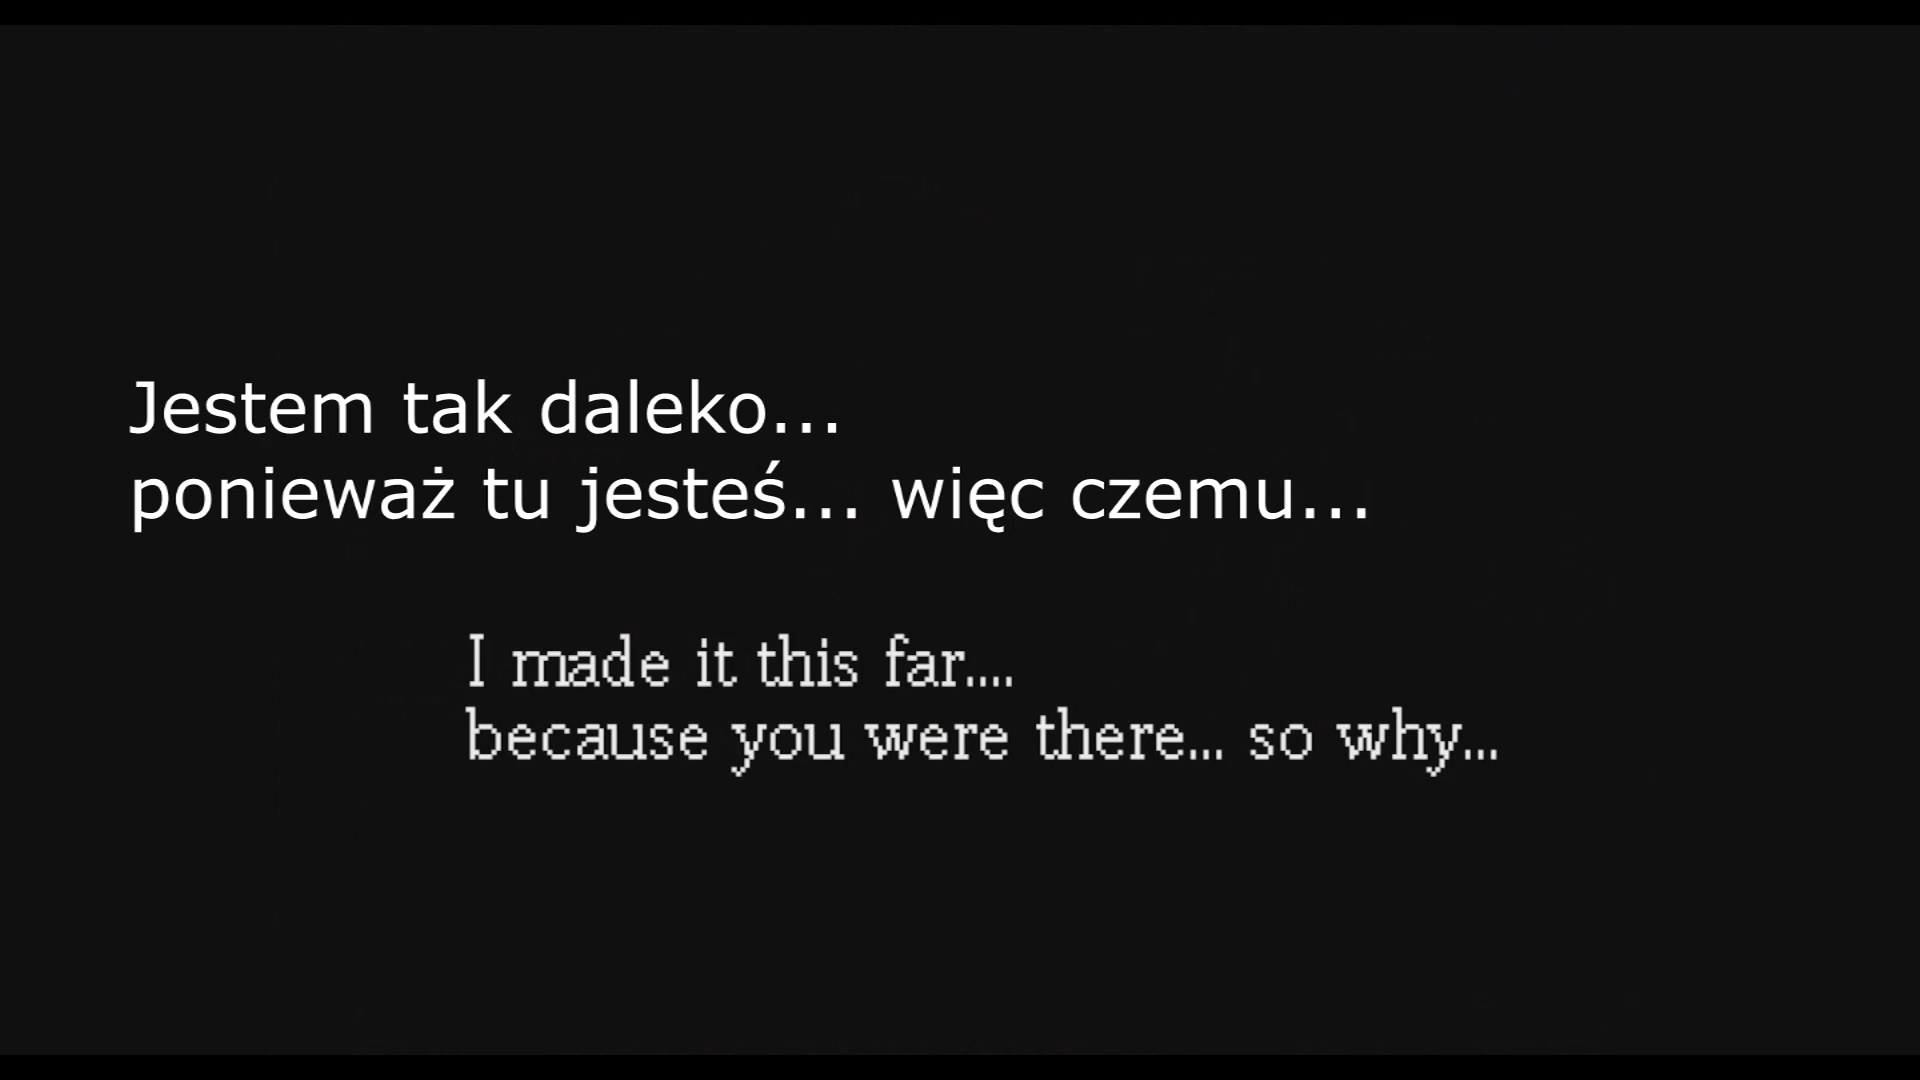 Jestem tak daleko...
ponieważ tu jesteś... więc czemu...
I made it this far....
because you were there... so why...